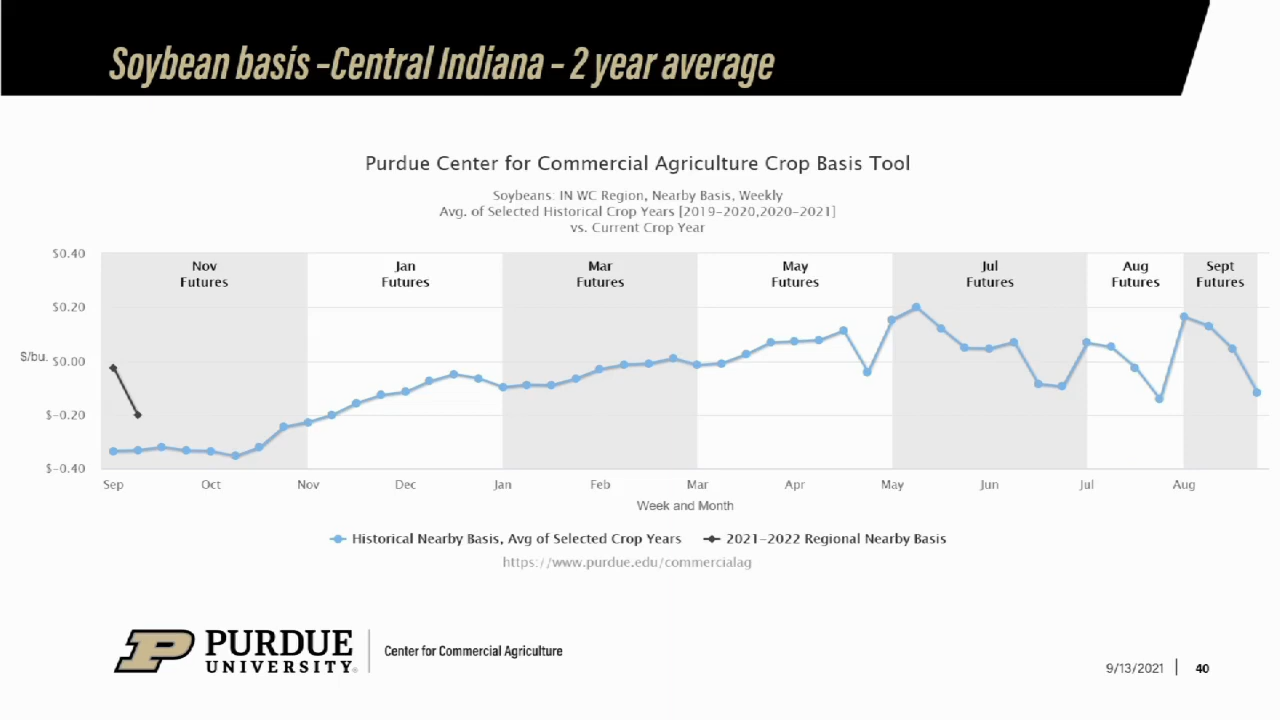 Soybean basis –Central Indiana – 2 year average
Purdue Center for Commercial Agriculture Crop Basis Tool
Soybeans: IN WC Region, Nearby Basis, Weekly
Avg. of Selected Historical Crop Years [2019–2020,2020–2021]
vs. Current Crop Year
$0.40
$0.20
$/bu.
$0.00
$–0.20
$–0.40
Nov
Futures
Jan
Futures
Mar
Futures
May
Futures
Jul
Futures
Aug
Futures
Sept
Futures
Sep Oct Nov Dec Jan Feb Mar Apr May Jun Jul Aug
Week and Month
Historical Nearby Basis, Avg of Selected Crop Years 2021–2022 Regional Nearby Basis
https://www.purdue.edu/commercialag
P PURDUE
UNIVERSITY®
Center for Commercial Agriculture
9/13/2021 | 40